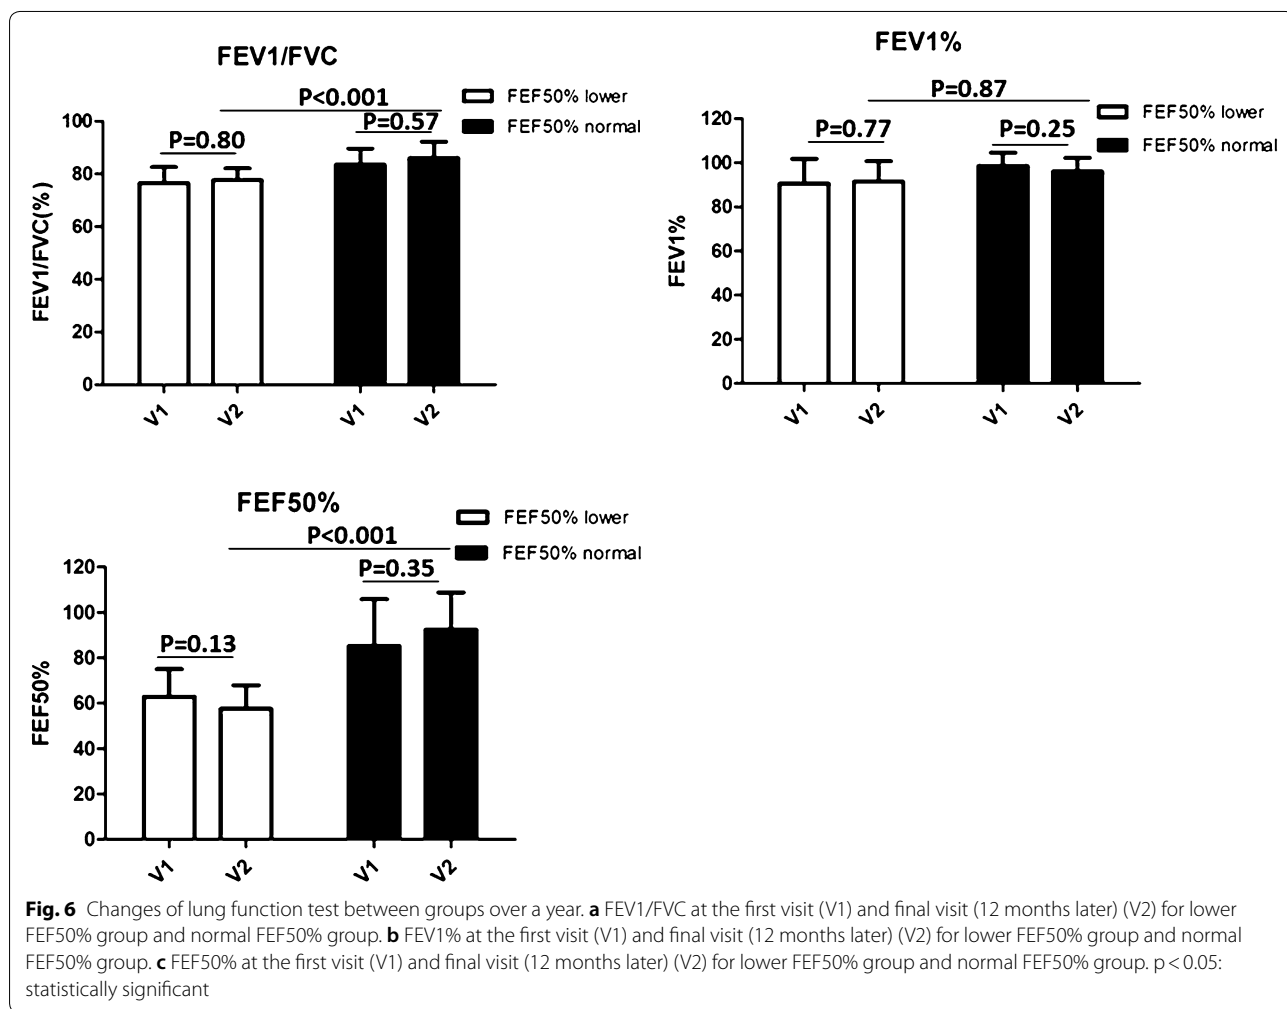 FEV1/FVC
P<0.001
FEF50% lower
FEF50% normal
P=0.80
P=0.57
FEV1/FVC(%)
100
80
60
40
20
0
V1
V2
V1
V2
FEV1%
P=0.87
FEF50% lower
FEF50% normal
P=0.77
P=0.25
FEV1%
120
100
80
60
40
20
0
V1
V2
V1
V2
FEF50%
P<0.001
FEF50% lower
FEF50% normal
P=0.13
P=0.35
FEF50%
120
100
80
60
40
20
0
V1
V2
V1
V2
Fig. 6 Changes of lung function test between groups over a year. a FEV1/FVC at the first visit (V1) and final visit (12 months later) (V2) for lower
FEF50% group and normal FEF50% group. b FEV1% at the first visit (V1) and final visit (12 months later) (V2) for lower FEF50% group and normal
FEF50% group. c FEF50% at the first visit (V1) and final visit (12 months later) (V2) for lower FEF50% group and normal FEF50% group. p < 0.05:
statistically significant